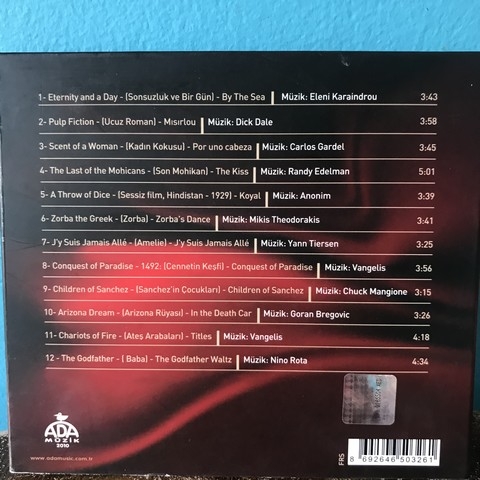 1- Eternity and a Day - (Sonsuzluk ve Bir Gün) - By The Sea | Müzik: Eleni Karaindrou 3:43
2- Pulp Fiction - (Ucuz Roman) - Mısırlou | Müzik: Dick Dale 3:58
3- Scent of a Woman - (Kadın Kokusu) - Por uno cabeza | Müzik: Carlos Gardel 3:45
4- The Last of the Mohicans - (Son Mohikan) - The Kiss | Müzik: Randy Edelman 5:01
5- A Throw of Dice - (Sessiz film, Hindistan - 1929) - Koyal | Müzik: Anonim 3:39
6- Zorba the Greek - (Zorba) - Zorba's Dance | Müzik: Mikis Theodorakis 3:41
7- J'y Suis Jamais Allé - (Amelie) - J'y Suis Jamais Allé | Müzik: Yann Tiersen 3:25
8- Conquest of Paradise - 1492: (Cennetin Keşfi) - Conquest of Paradise | Müzik: Vangelis 3:56
9- Children of Sanchez - (Sanchez'in Çocukları) - Children of Sanchez | Müzik: Chuck Mangione 3:15
10- Arizona Dream - (Arizona Rüyası) - In the Death Car | Müzik: Goran Bregovic 3:26
11- Chariots of Fire - (Ateş Arabaları) - Titles | Müzik: Vangelis 4:18
12 - The Godfather - ( Baba) - The Godfather Waltz | Müzik: Nino Rota 4:34
ADA
MÜZİK
2010
www.adamusic.com.tr
FRS
8 692646 503261